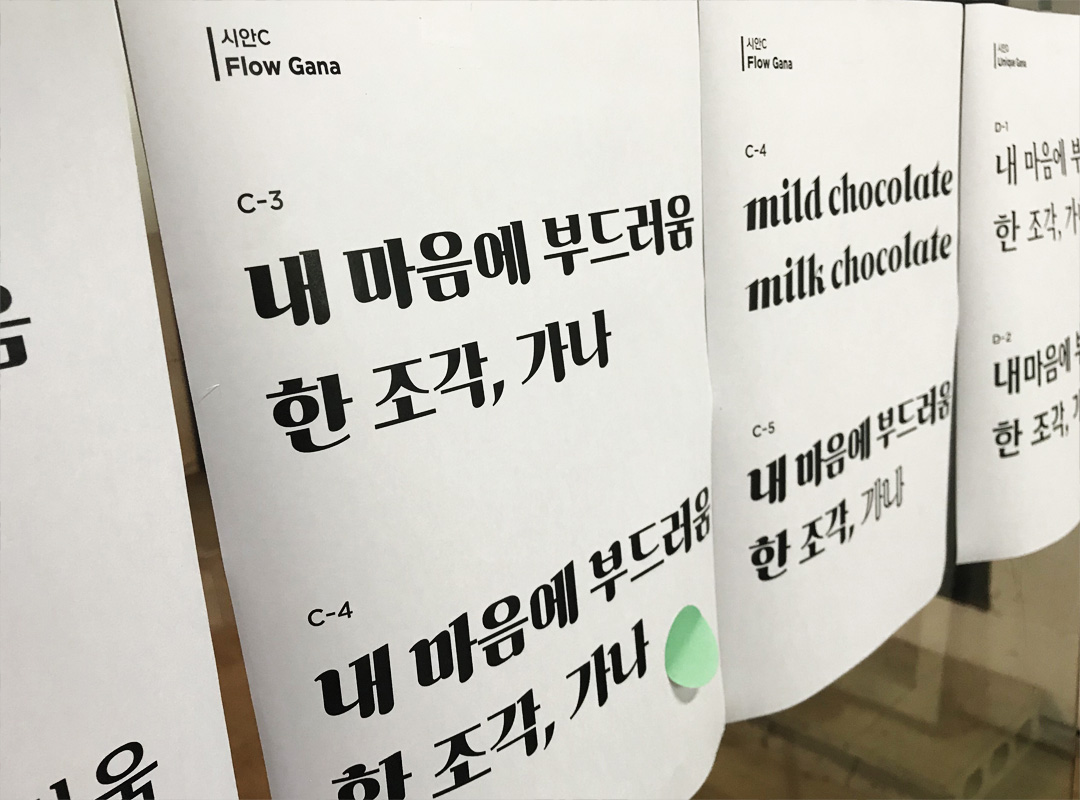 시안C
Flow Gana
C-3
내 마음에 부드러움
한 조각, 가나
C-4
내 마음에 부드러움
한 조각, 가나
시안C
Flow Gana
C-4
mild chocolate
milk chocolate
C-5
내 마음에 부드러움
한 조각, 가나
Unique Gana
D-1
내 마음에
한 조각,
D-2
내 마음에
한 조각,
움